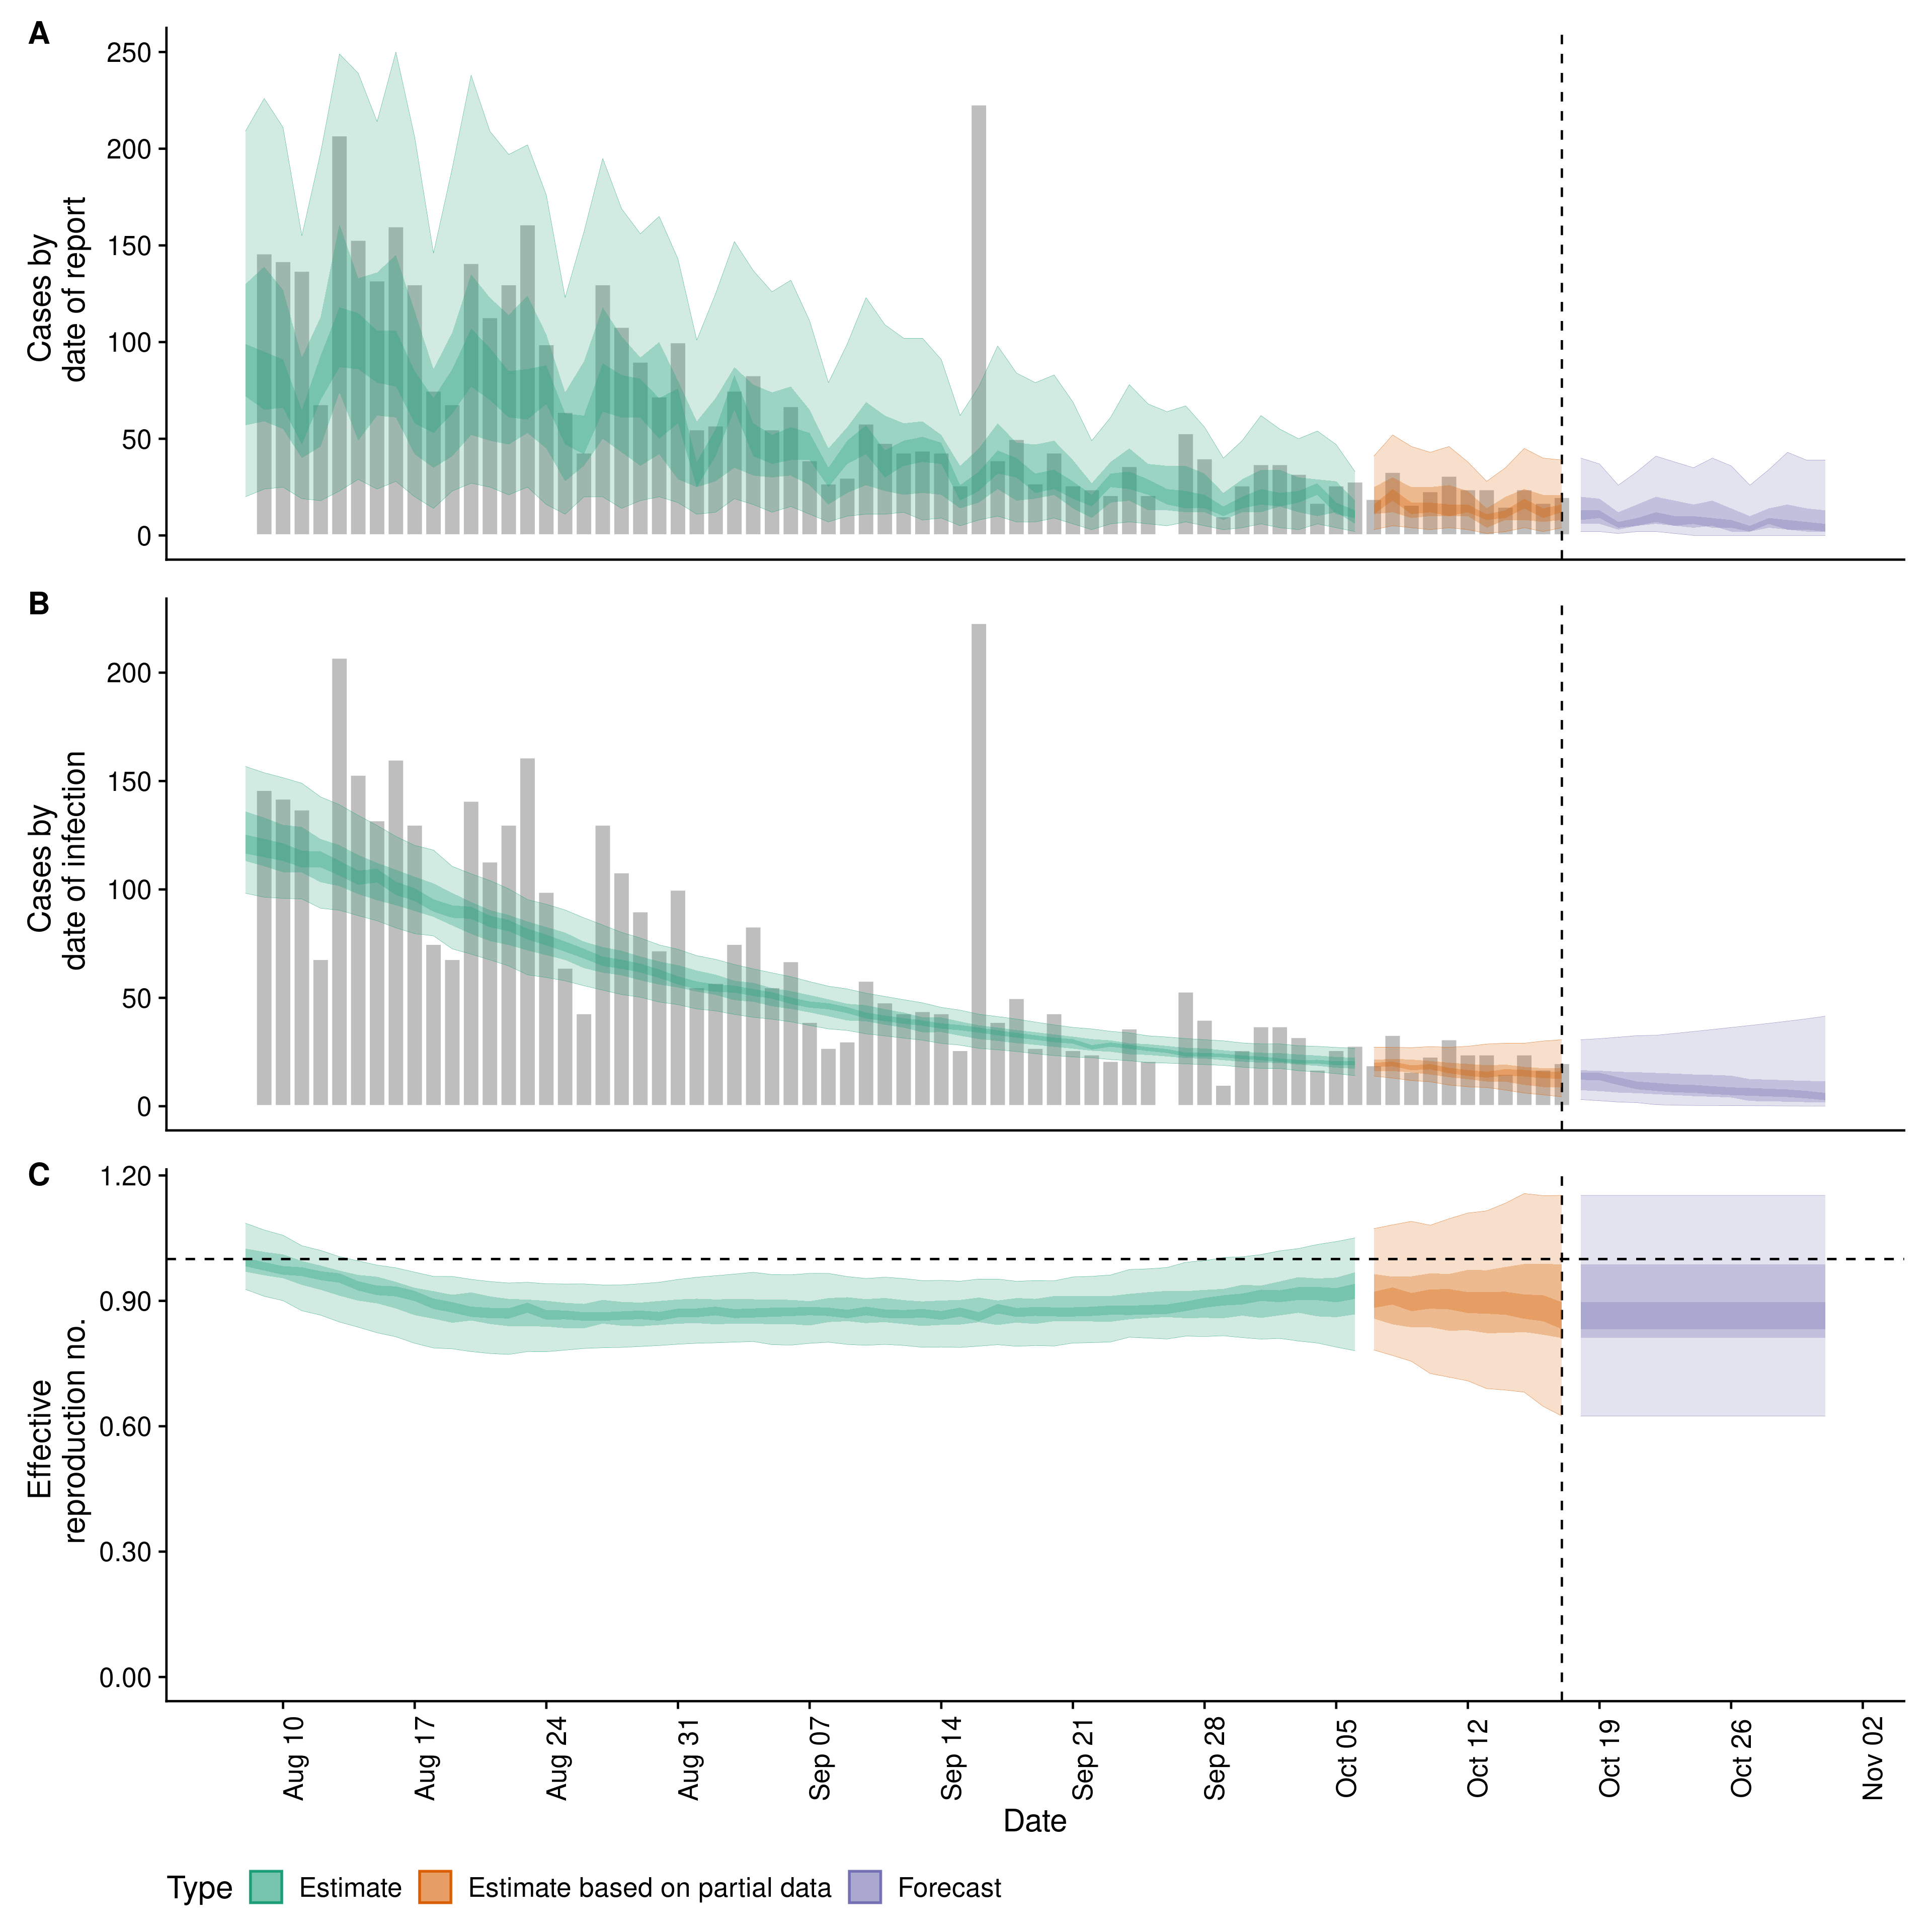 A
Cases by
date of report
250
200
150
100
50
0
B
Cases by
date of infection
200
150
100
50
0
C
Effective
reproduction no.
1.20
0.90
0.60
0.30
0.00
Aug 10
Aug 17
Aug 24
Aug 31
Sep 07
Sep 14
Sep 21
Sep 28
Oct 05
Oct 12
Oct 19
Oct 26
Nov 02
Date
Type Estimate Estimate based on partial data Forecast